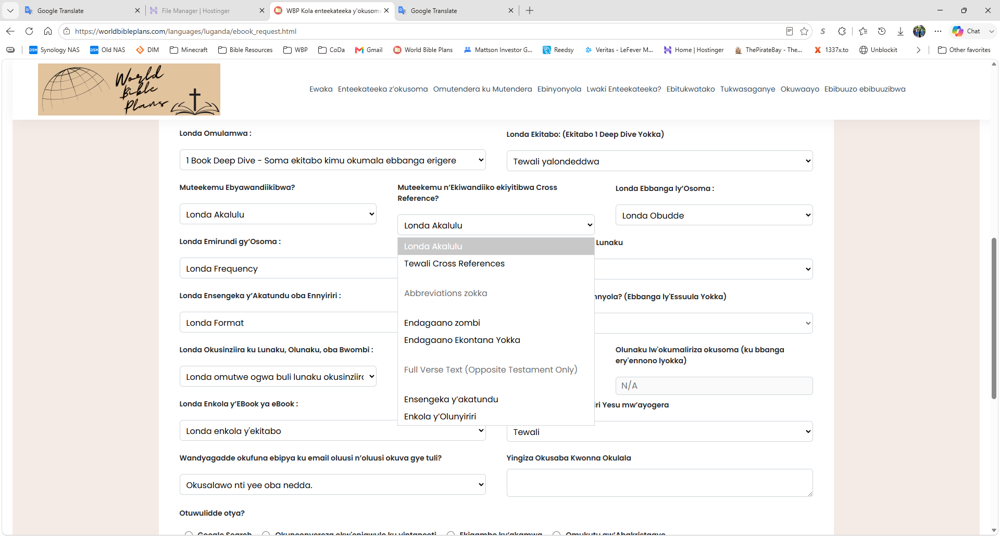 Google Translate
File Manager | Hostinger
WBP Kola enteekateeka y'okusoma
Google Translate
https://worldbibleplans.com/languages/luganda/ebook_request.html
Chat
Synology NAS
Old NAS
DIM
Minecraft
Bible Resources
WBP
CoDa
Gmail
World Bible Plans
Mattson Investor G...
Reedsy
Veritas - LeFever M...
Home | Hostinger
ThePirateBay - The...
1337x.to
Unblockit
Other favorites
World
Bible
Plans
Ewaka Enteekateeka z’okusoma Omutendera ku Mutendera Ebinyonyola Lwaki Enteekateeka? Ebitukwatako Tukwasaganye Okuwaayo Ebibuuzo ebibuuzibwa
Londa Omulamwa :
1 Book Deep Dive - Soma ekitabo kimu okumala ebbanga erigere
Londa Ekitabo: (Ekitabo 1 Deep Dive Yokka)
Tewali yalondeddwa
Muteekemu Ebyawandiikibwa?
Londa Akalulu
Muteekemu n’Ekiwandiiko ekiyitibwa Cross
Reference?
Londa Akalulu
Londa Akalulu
Tewali Cross References
Abbreviations zokka
Endagaano zombi
Endagaano Ekontana Yokka
Full Verse Text (Opposite Testament Only)
Ensengeka y’akatundu
Enkola y’Olunyiriri
Londa Ebbanga ly’Osoma :
Londa Obudde
Londa Emirundi gy’Osoma :
Londa Frequency
Lunaku
Londa Ensengeka y’Akatundu oba Ennyiriri :
Londa Format
nnyola? (Ebbanga ly'Essuula Yokka)
Londa Okusinziira ku Lunaku, Olunaku, oba Bwombi :
Londa omutwe ogwa buli lunaku okusinziira
Olunaku lw'okumaliriza okusoma (ku bbanga
ery'ennono lyokka)
N/A
Londa Enkola y’EBook ya eBook :
Londa enkola y'ekitabo
iri Yesu mw’ayogera
Tewali
Wandyagadde okufuna ebipya ku email oluusi n’oluusi okuva gye tuli?
Okusalawo nti yee oba nedda.
Yingiza Okusaba Kwonna Okulala
Otuwulidde otya?
Google Search